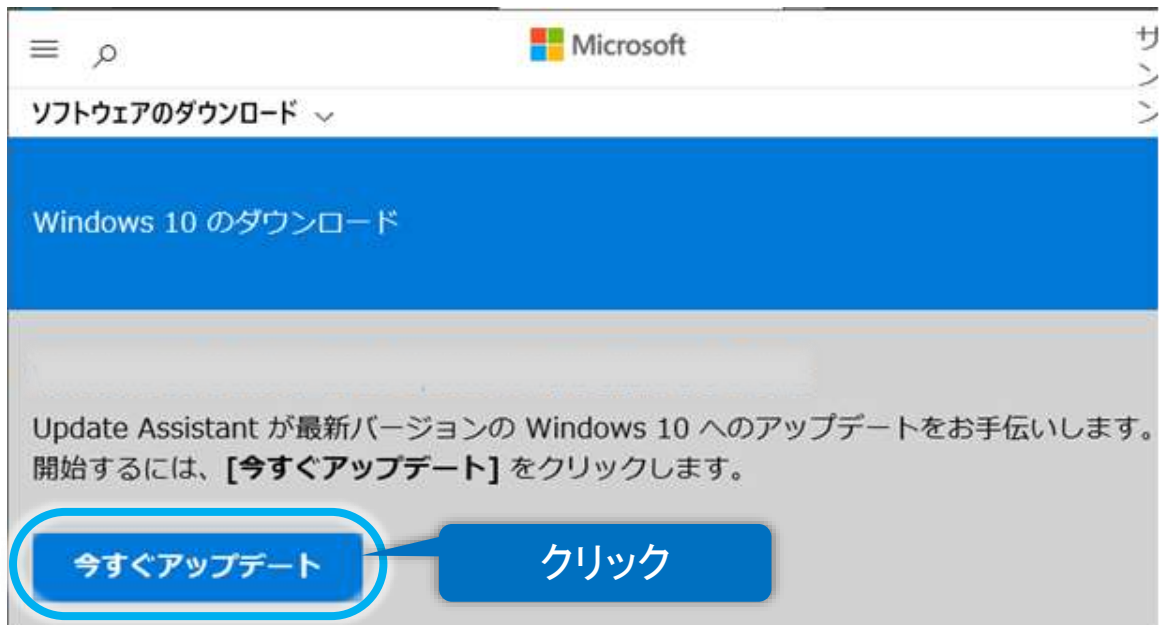 Microsoft
サ
ン
ン
ソフトウェアのダウンロード
Windows 10 のダウンロード
Update Assistant が最新バージョンの Windows 10 へのアップデートをお手伝いします。
開始するには、[今すぐアップデート] をクリックします。
今すぐアップデート
クリック